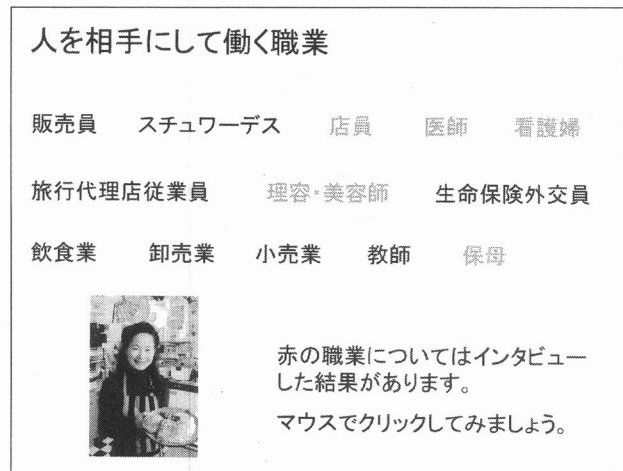 人を相手にして働く職業
販売員 スチュワーデス 店員 医師 看護婦
旅行代理店従業員 理容・美容師 生命保険外交員
飲食業 卸売業 小売業 教師 保母
赤の職業についてはインタビュー
した結果があります。
マウスでクリックしてみましょう。